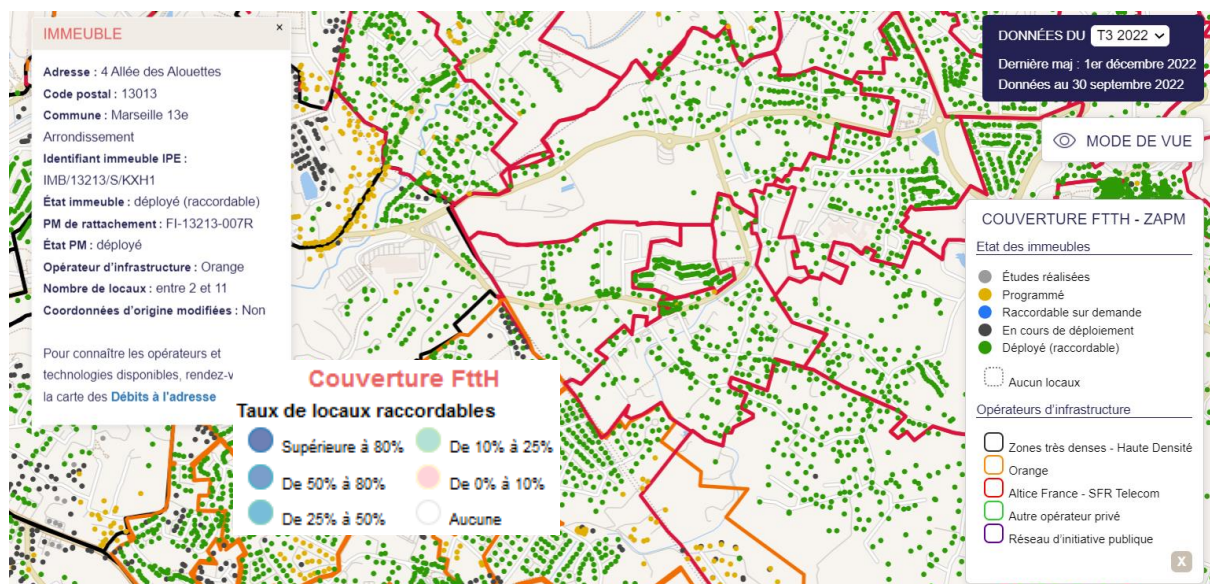 IMMEUBLE
×
Adresse : 4 Allée des Alouettes
Code postal : 13013
Commune : Marseille 13e
Arrondissement
Identifiant immeuble IPE :
IMB/13213/S/KXH1
État immeuble : déployé (raccordable)
PM de rattachement : FI-13213-007R
État PM : déployé
Opérateur d'infrastructure : Orange
Nombre de locaux : entre 2 et 11
Coordonnées d'origine modifiées : Non
Pour connaître les opérateurs et
technologies disponibles, rendez-v
la carte des Débits à l'adresse
Couverture FttH
Taux de locaux raccordables
Supérieure à 80%
De 10% à 25%
De 50% à 80%
De 0% à 10%
De 25% à 50%
Aucune
DONNÉES DU T3 2022
Dernière maj : 1er décembre 2022
Données au 30 septembre 2022
MODE DE VUE
COUVERTURE FTTH - ZAPM
Etat des immeubles
Études réalisées
Programmé
Raccordable sur demande
En cours de déploiement
Déployé (raccordable)
Aucun locaux
Opérateurs d'infrastructure
Zones très denses - Haute Densité
Orange
Altice France - SFR Telecom
Autre opérateur privé
Réseau d'initiative publique
X